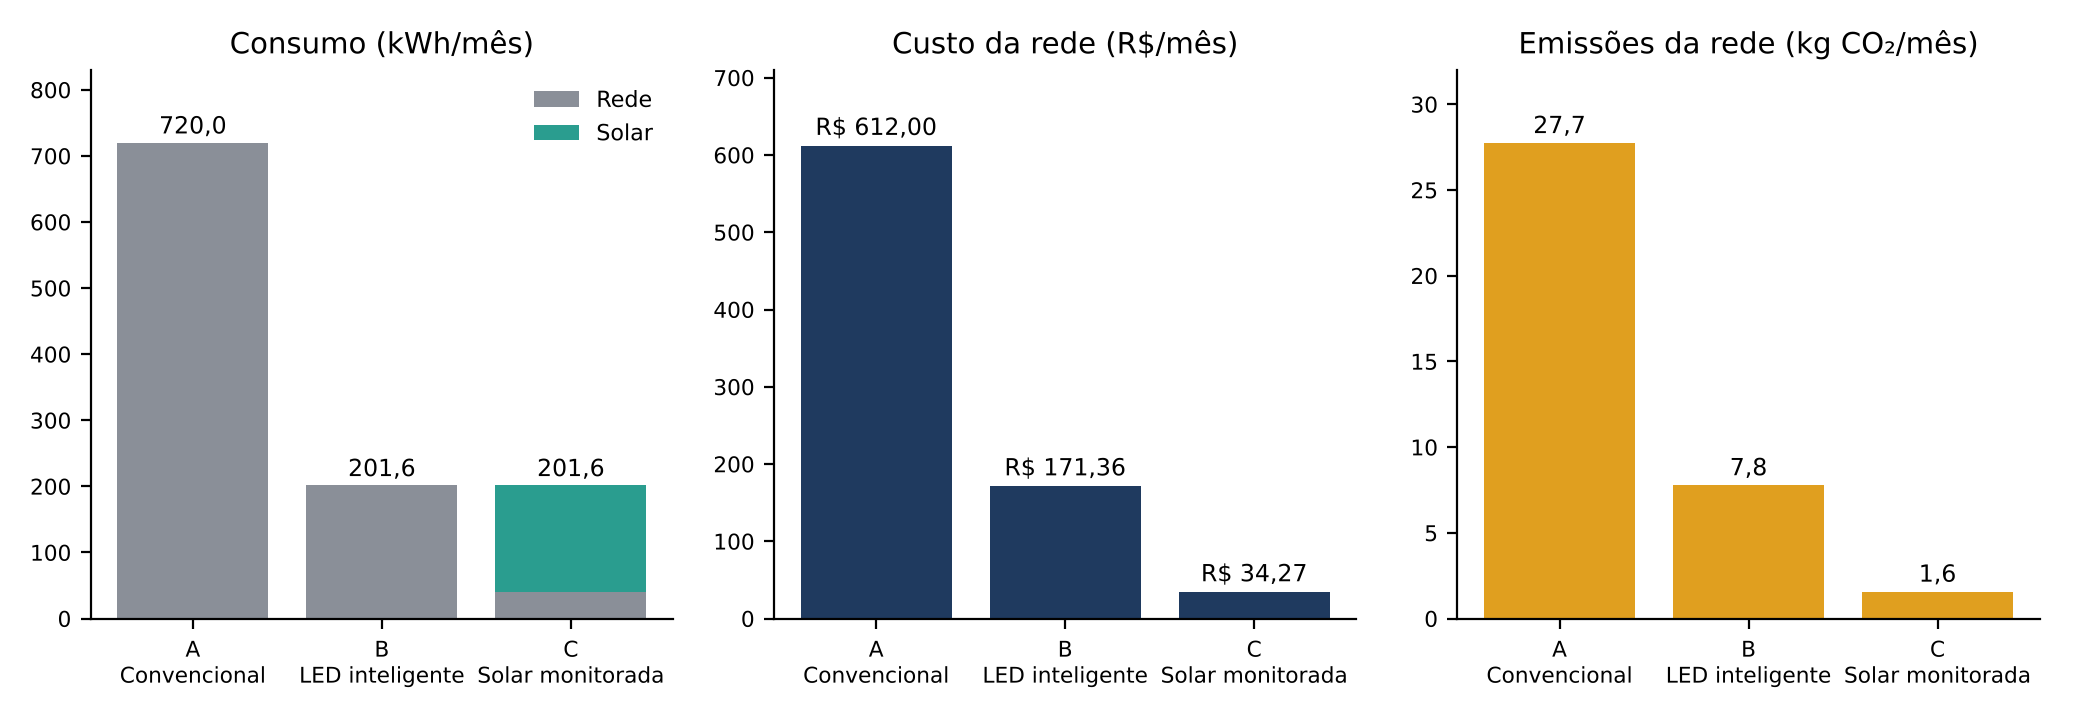 Consumo (kWh/mês)
800
700
600
500
400
300
200
100
0
Rede
Solar
720,0
201,6
201,6
A
Convencional
B
LED inteligente
C
Solar monitorada
Custo da rede (R$/mês)
700
600
500
400
300
200
100
0
R$ 612,00
R$ 171,36
R$ 34,27
A
Convencional
B
LED inteligente
C
Solar monitorada
Emissões da rede (kg CO₂/mês)
30
25
20
15
10
5
0
27,7
7,8
1,6
A
Convencional
B
LED inteligente
C
Solar monitorada